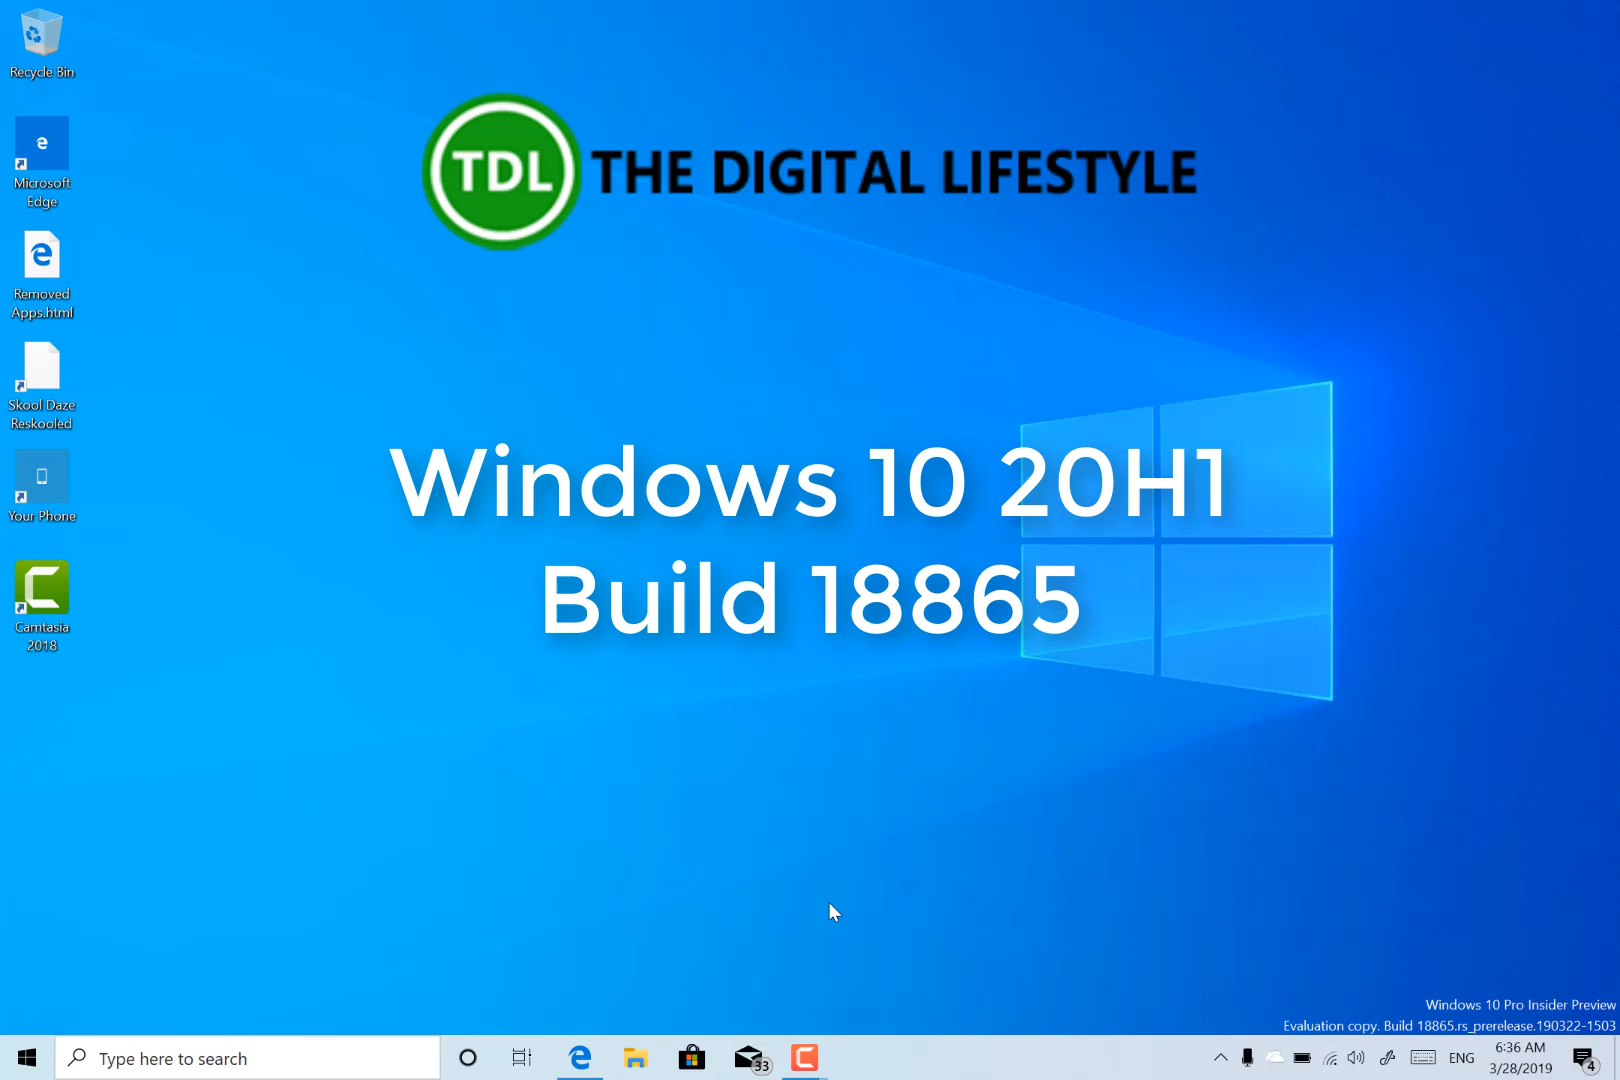 Recycle Bin
Microsoft
Edge
Removed
Apps.html
Skool Daze
Reskooled
Your Phone
Camtasia
2018
TDL THE DIGITAL LIFESTYLE
Windows 10 20H1
Build 18865
Windows 10 Pro Insider Preview
Evaluation copy. Build 18865.rs_prerelease.190322-1503
Type here to search
33
ENG
6:36 AM
3/28/2019
4